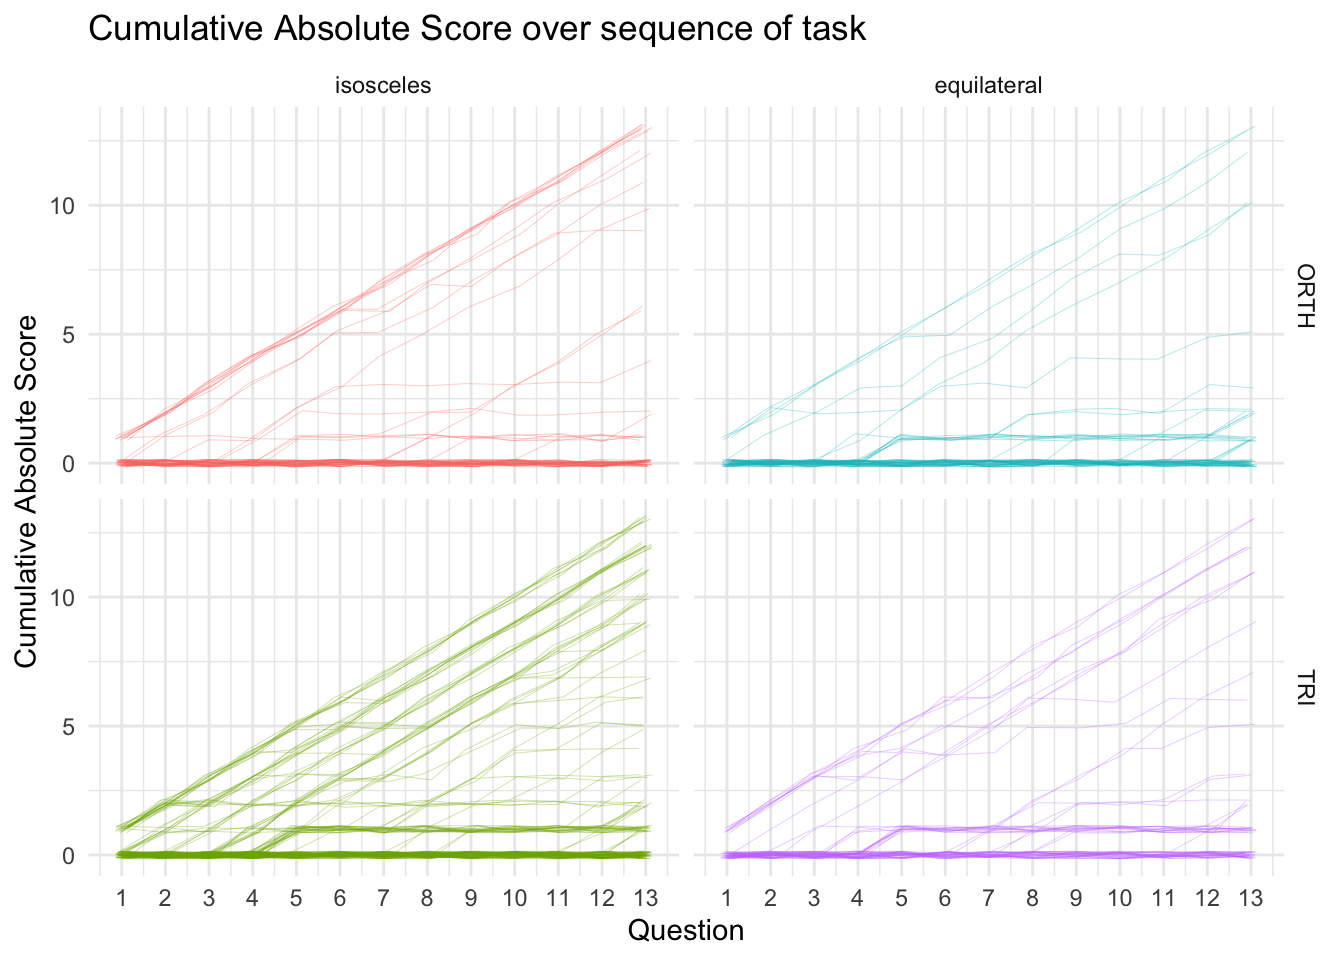 Cumulative Absolute Score over sequence of task
isosceles
equilateral
10
5
0
ORTH
10
5
0
TRI
Cumulative Absolute Score
1 2 3 4 5 6 7 8 9 10 11 12 13
1 2 3 4 5 6 7 8 9 10 11 12 13
Question